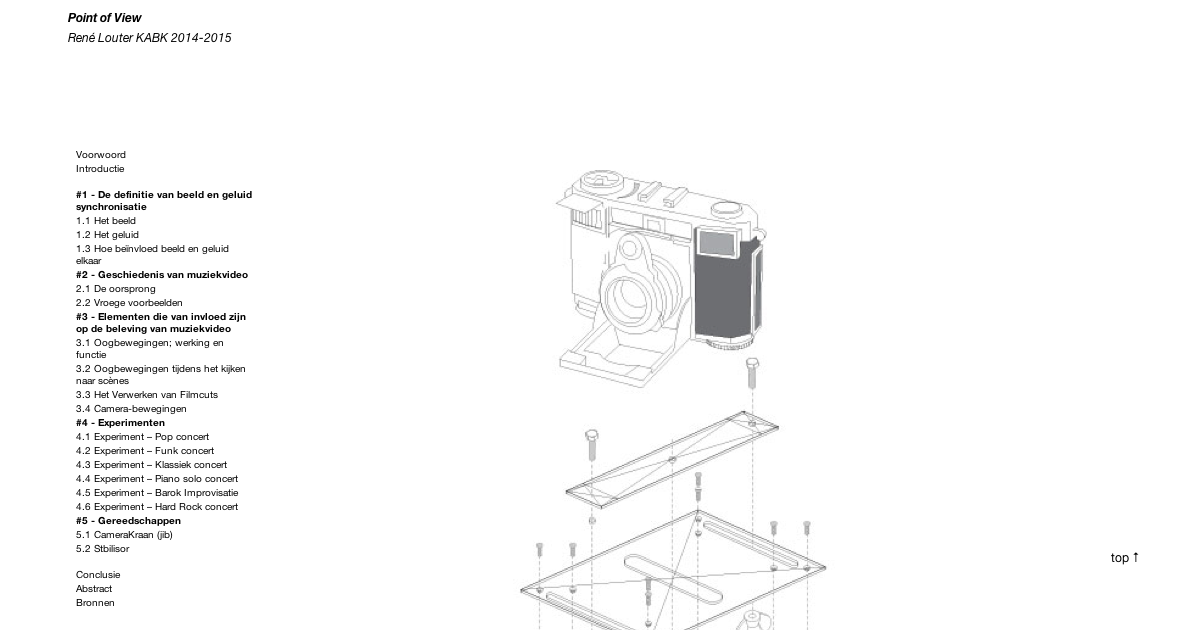 Point of View
René Louter KABK 2014-2015
Voorwoord
Introductie
#1 - De definitie van beeld en geluid
synchronisatie
1.1 Het beeld
1.2 Het geluid
1.3 Hoe beïnvloed beeld en geluid
elkaar
#2 - Geschiedenis van muziekvideo
2.1 De oorsprong
2.2 Vroege voorbeelden
#3 - Elementen die van invloed zijn
op de beleving van muziekvideo
3.1 Oogbewegingen; werking en
functie
3.2 Oogbewegingen tijdens het kijken
naar scènes
3.3 Het Verwerken van Filmcuts
3.4 Camera-bewegingen
#4 - Experimenten
4.1 Experiment – Pop concert
4.2 Experiment – Funk concert
4.3 Experiment – Klassiek concert
4.4 Experiment – Piano solo concert
4.5 Experiment – Barok Improvisatie
4.6 Experiment – Hard Rock concert
#5 - Gereedschappen
5.1 CameraKraan (jib)
5.2 Stbilisor
Conclusie
Abstract
Bronnen
top ↑